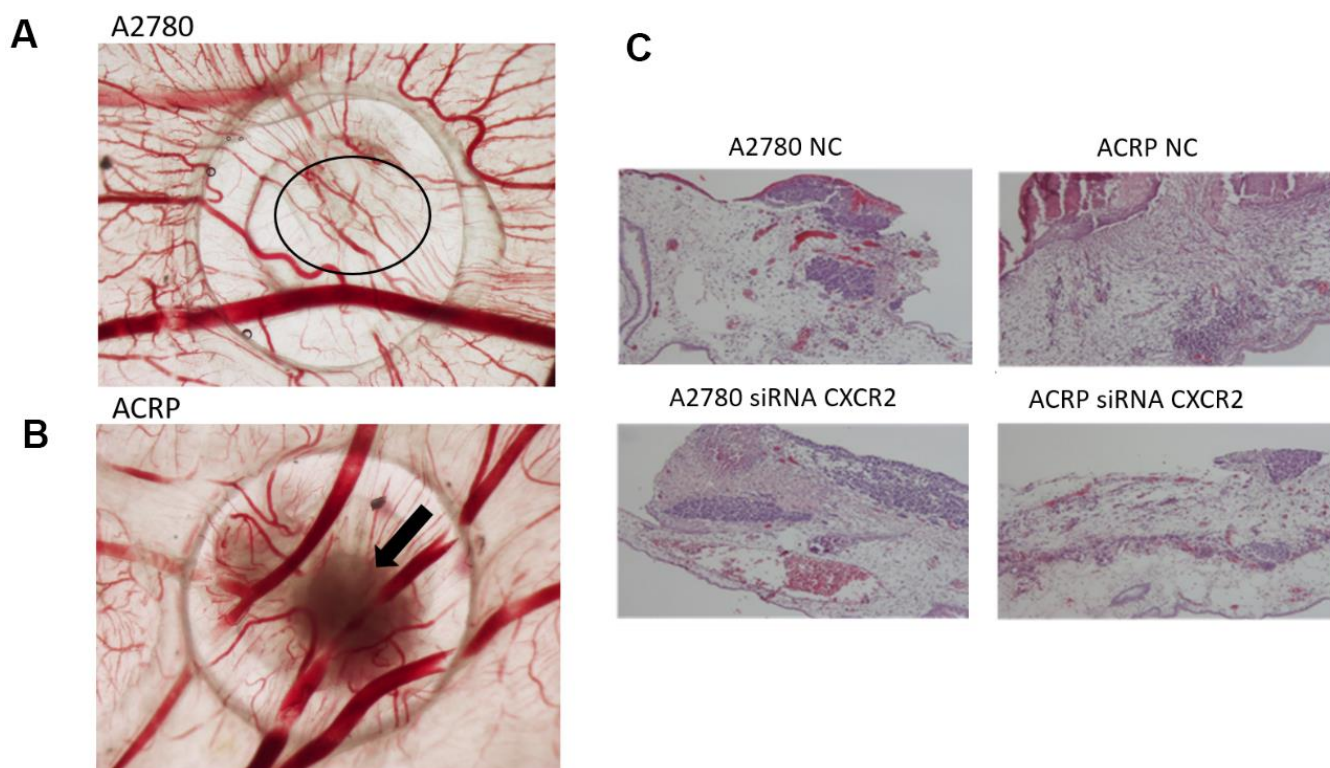 A
A2780
B
ACRP
C
A2780 NC
ACRP NC
A2780 siRNA CXCR2
ACRP siRNA CXCR2